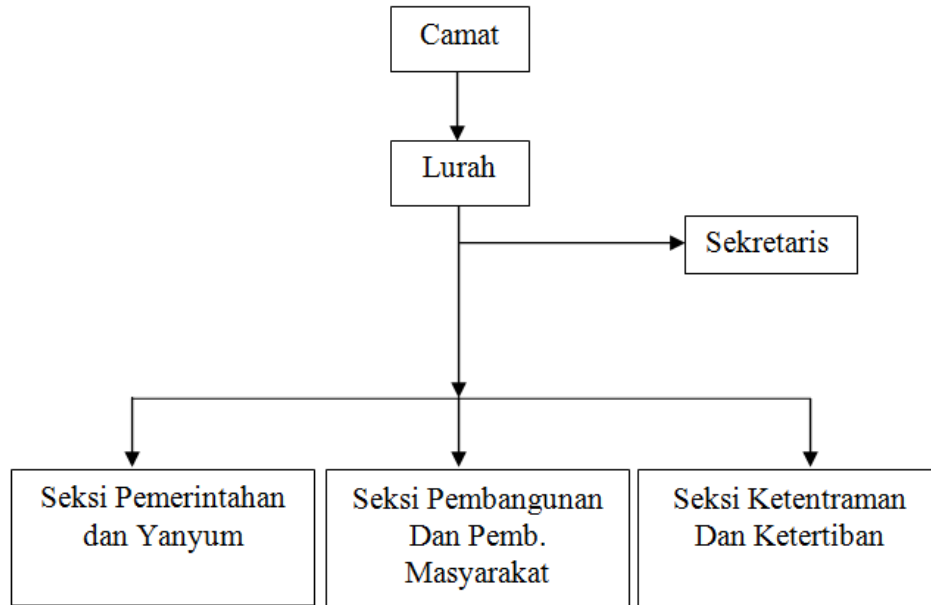 Camat
Lurah
Sekretaris
Seksi Pemerintahan
dan Yanyum
Seksi Pembangunan
Dan Pemb.
Masyarakat
Seksi Ketentraman
Dan Ketertiban